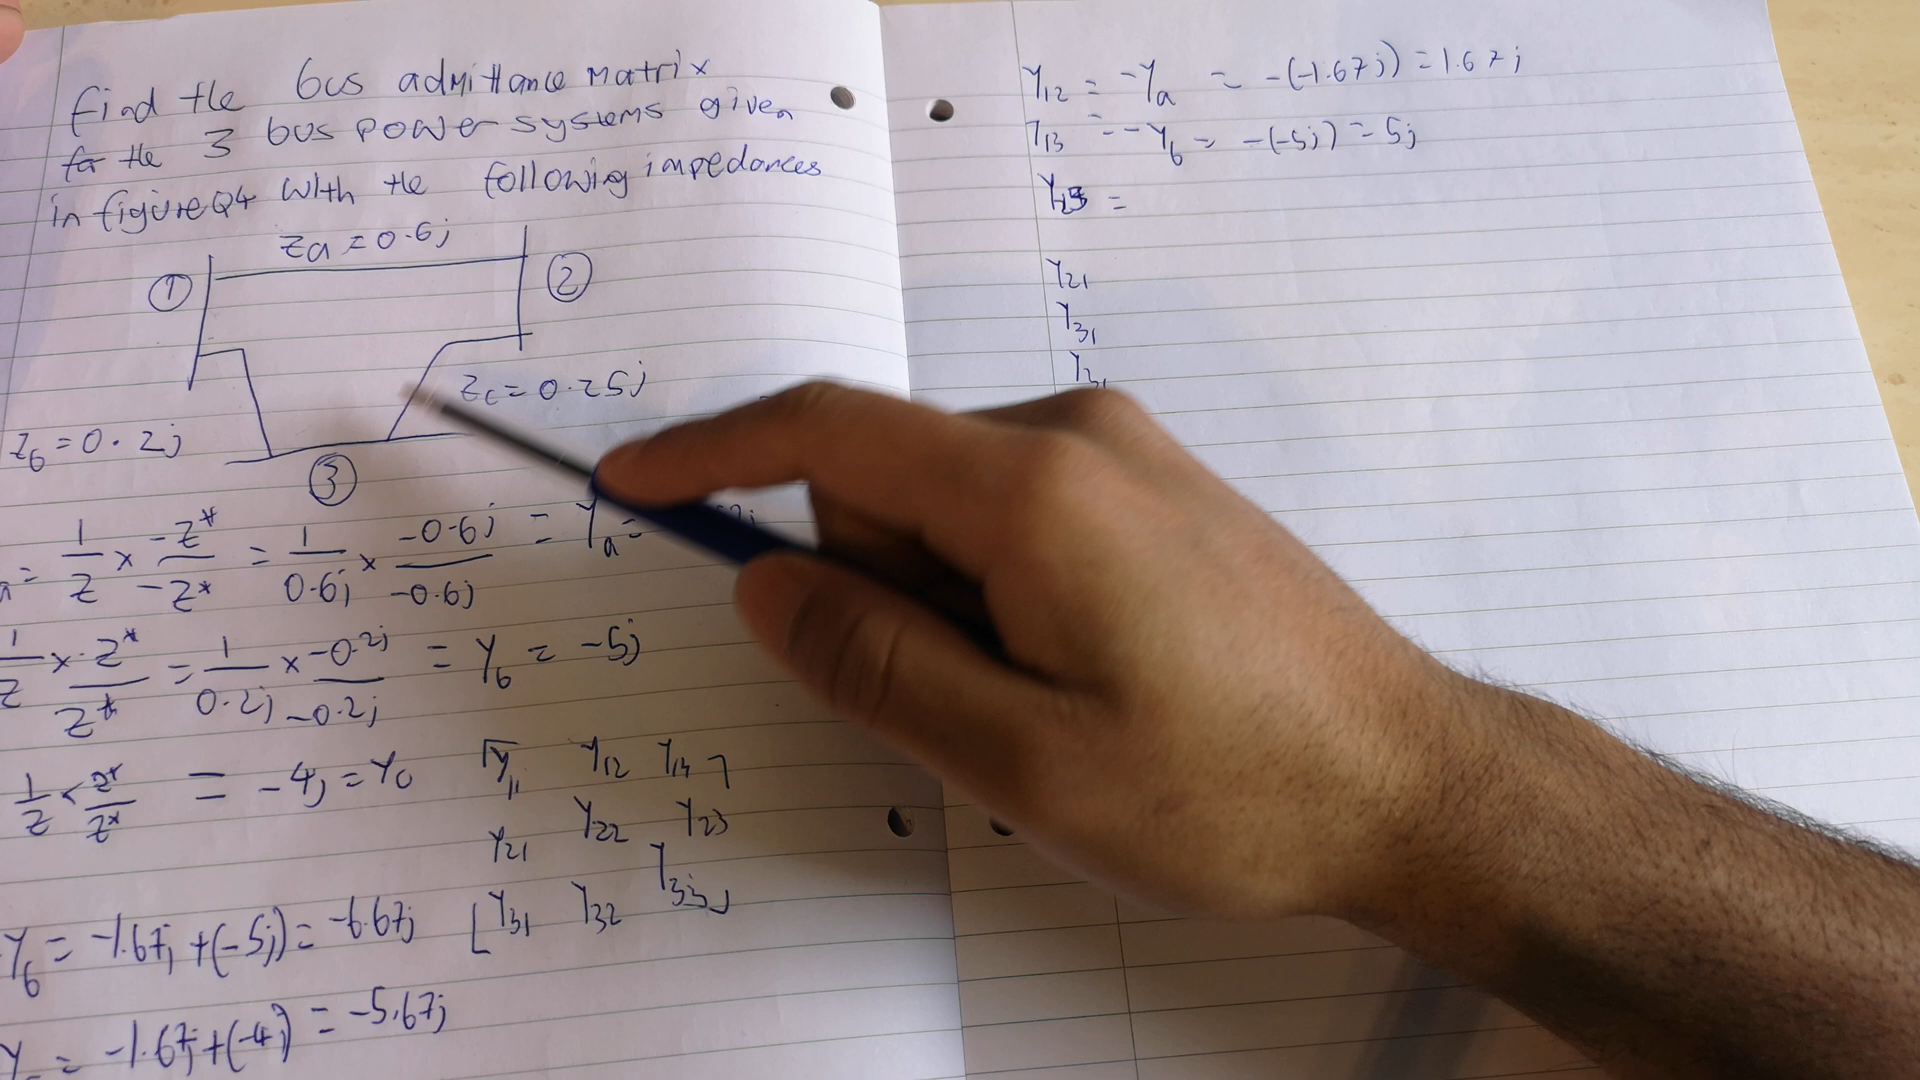 find the bus admittance matrix
for the 3 bus power systems given
in figure Q4 with the following impedances
Za = 0.6j
①
②
Zc = 0.25j
Zb = 0.2j
③
= 1/Z × -Z*/-Z* = 1/0.6j × -0.6j/-0.6j = Ya =
1/Z × Z*/Z* = 1/0.2j × -0.2j/-0.2j = Yb = -5j
1/Z × Z*/Z* = -4j = Yc
[Y11 Y12 Y13]
Y21 Y22 Y23
[Y31 Y32 Y33]
Yb = -1.67j + (-5j) = -6.67j
= -1.67j + (-4j) = -5.67j
Y12 = -Ya = -(-1.67j) = 1.67j
Y13 = -Yb = -(-5j) = 5j
Y23 =
Y21
Y31